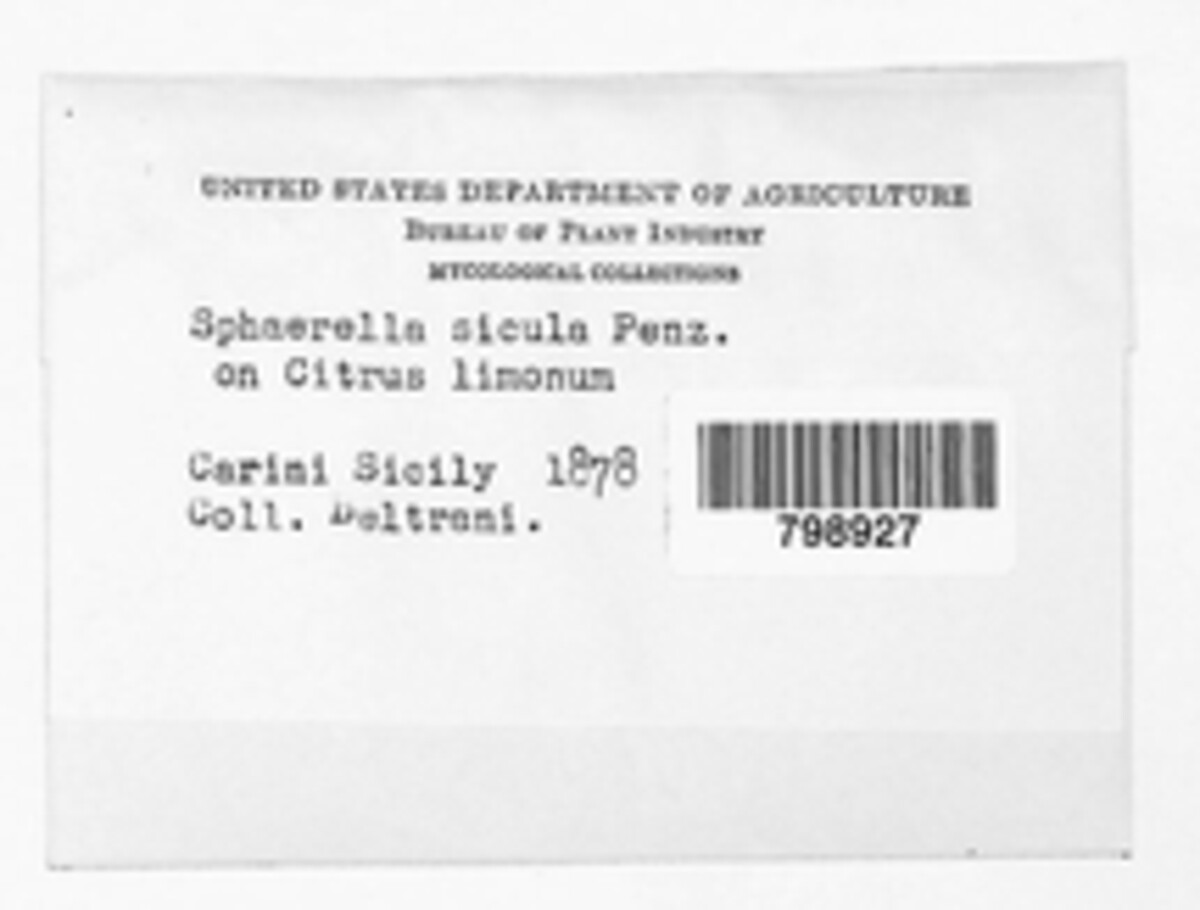 UNITED STATES DEPARTMENT OF AGRICULTURE
BUREAU OF PLANT INDUSTRY
MYCOLOGICAL COLLECTIONS
Sphaerella sicula Penz.
on Citrus limonum
Carini Sicily 1878
Coll.
798927